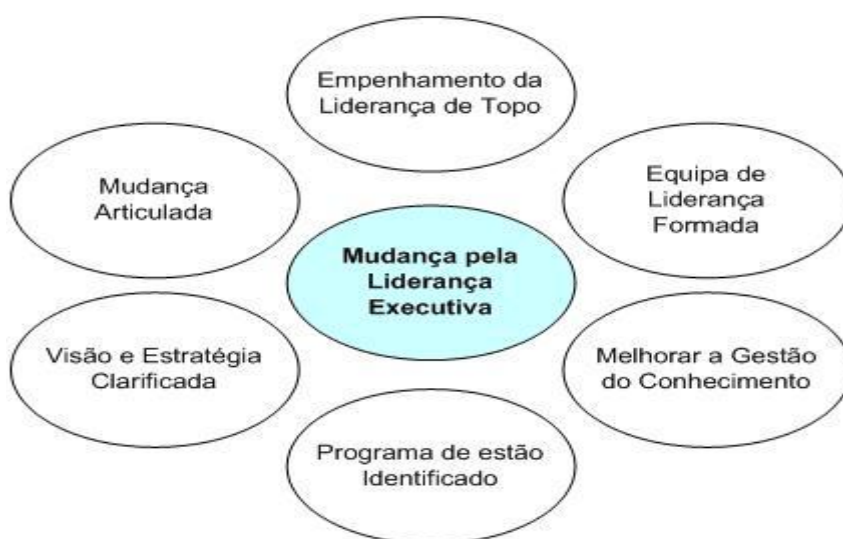 Empenhamento da
Liderança de Topo
Mudança
Articulada
Equipa de
Liderança
Formada
Mudança pela
Liderança
Executiva
Visão e Estratégia
Clarificada
Melhorar a Gestão
do Conhecimento
Programa de estão
Identificado